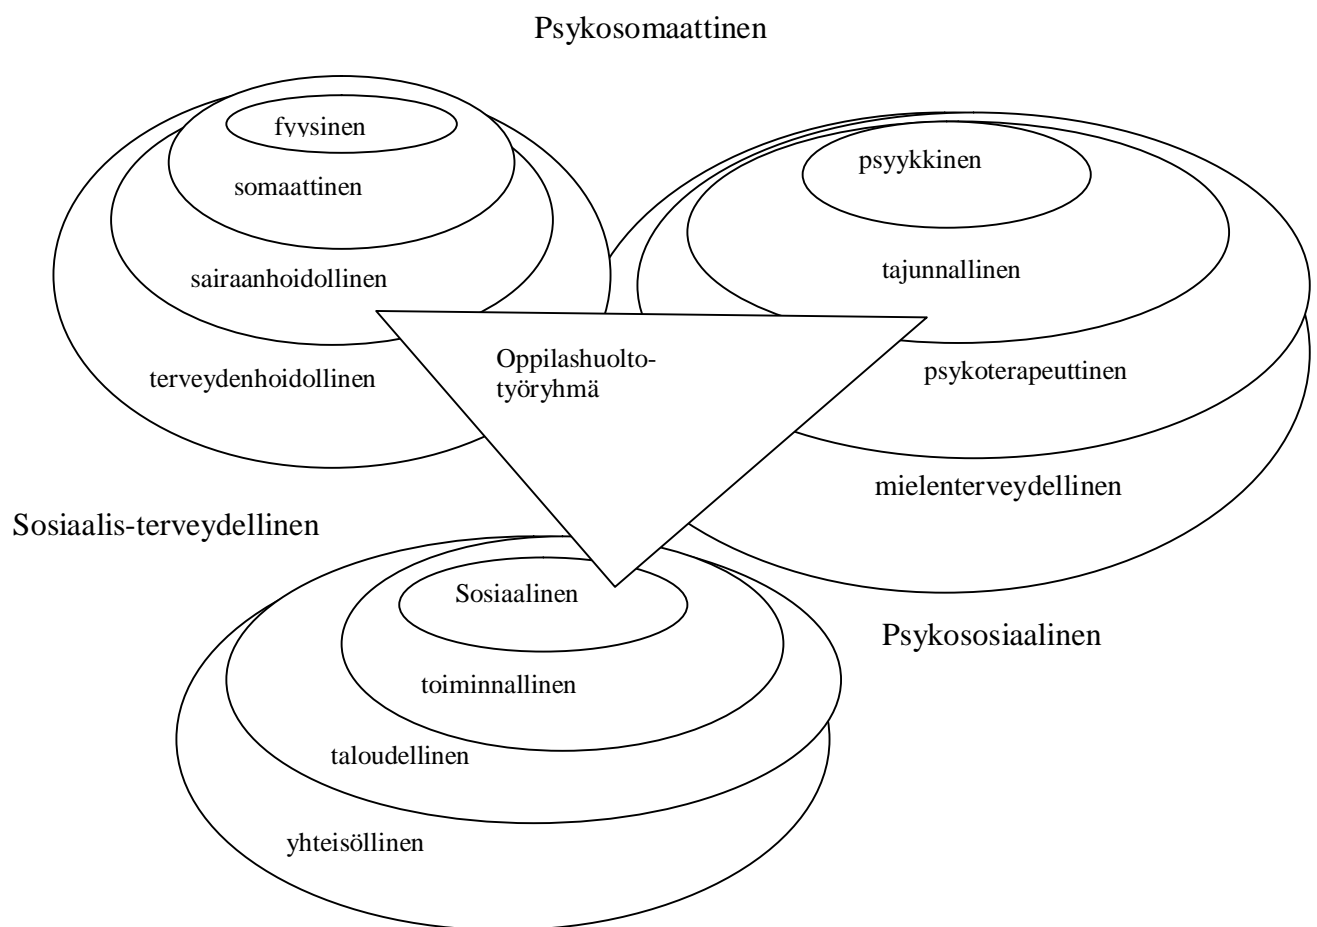 Psykosomaattinen
fyysinen
somaattinen
sairaanhoidollinen
terveydenhoidollinen
psyykkinen
tajunnallinen
psykoterapeuttinen
mielenterveydellinen
Oppilashuolto-
työryhmä
Sosiaalis-terveydellinen
Psykososiaalinen
Sosiaalinen
toiminnallinen
taloudellinen
yhteisöllinen